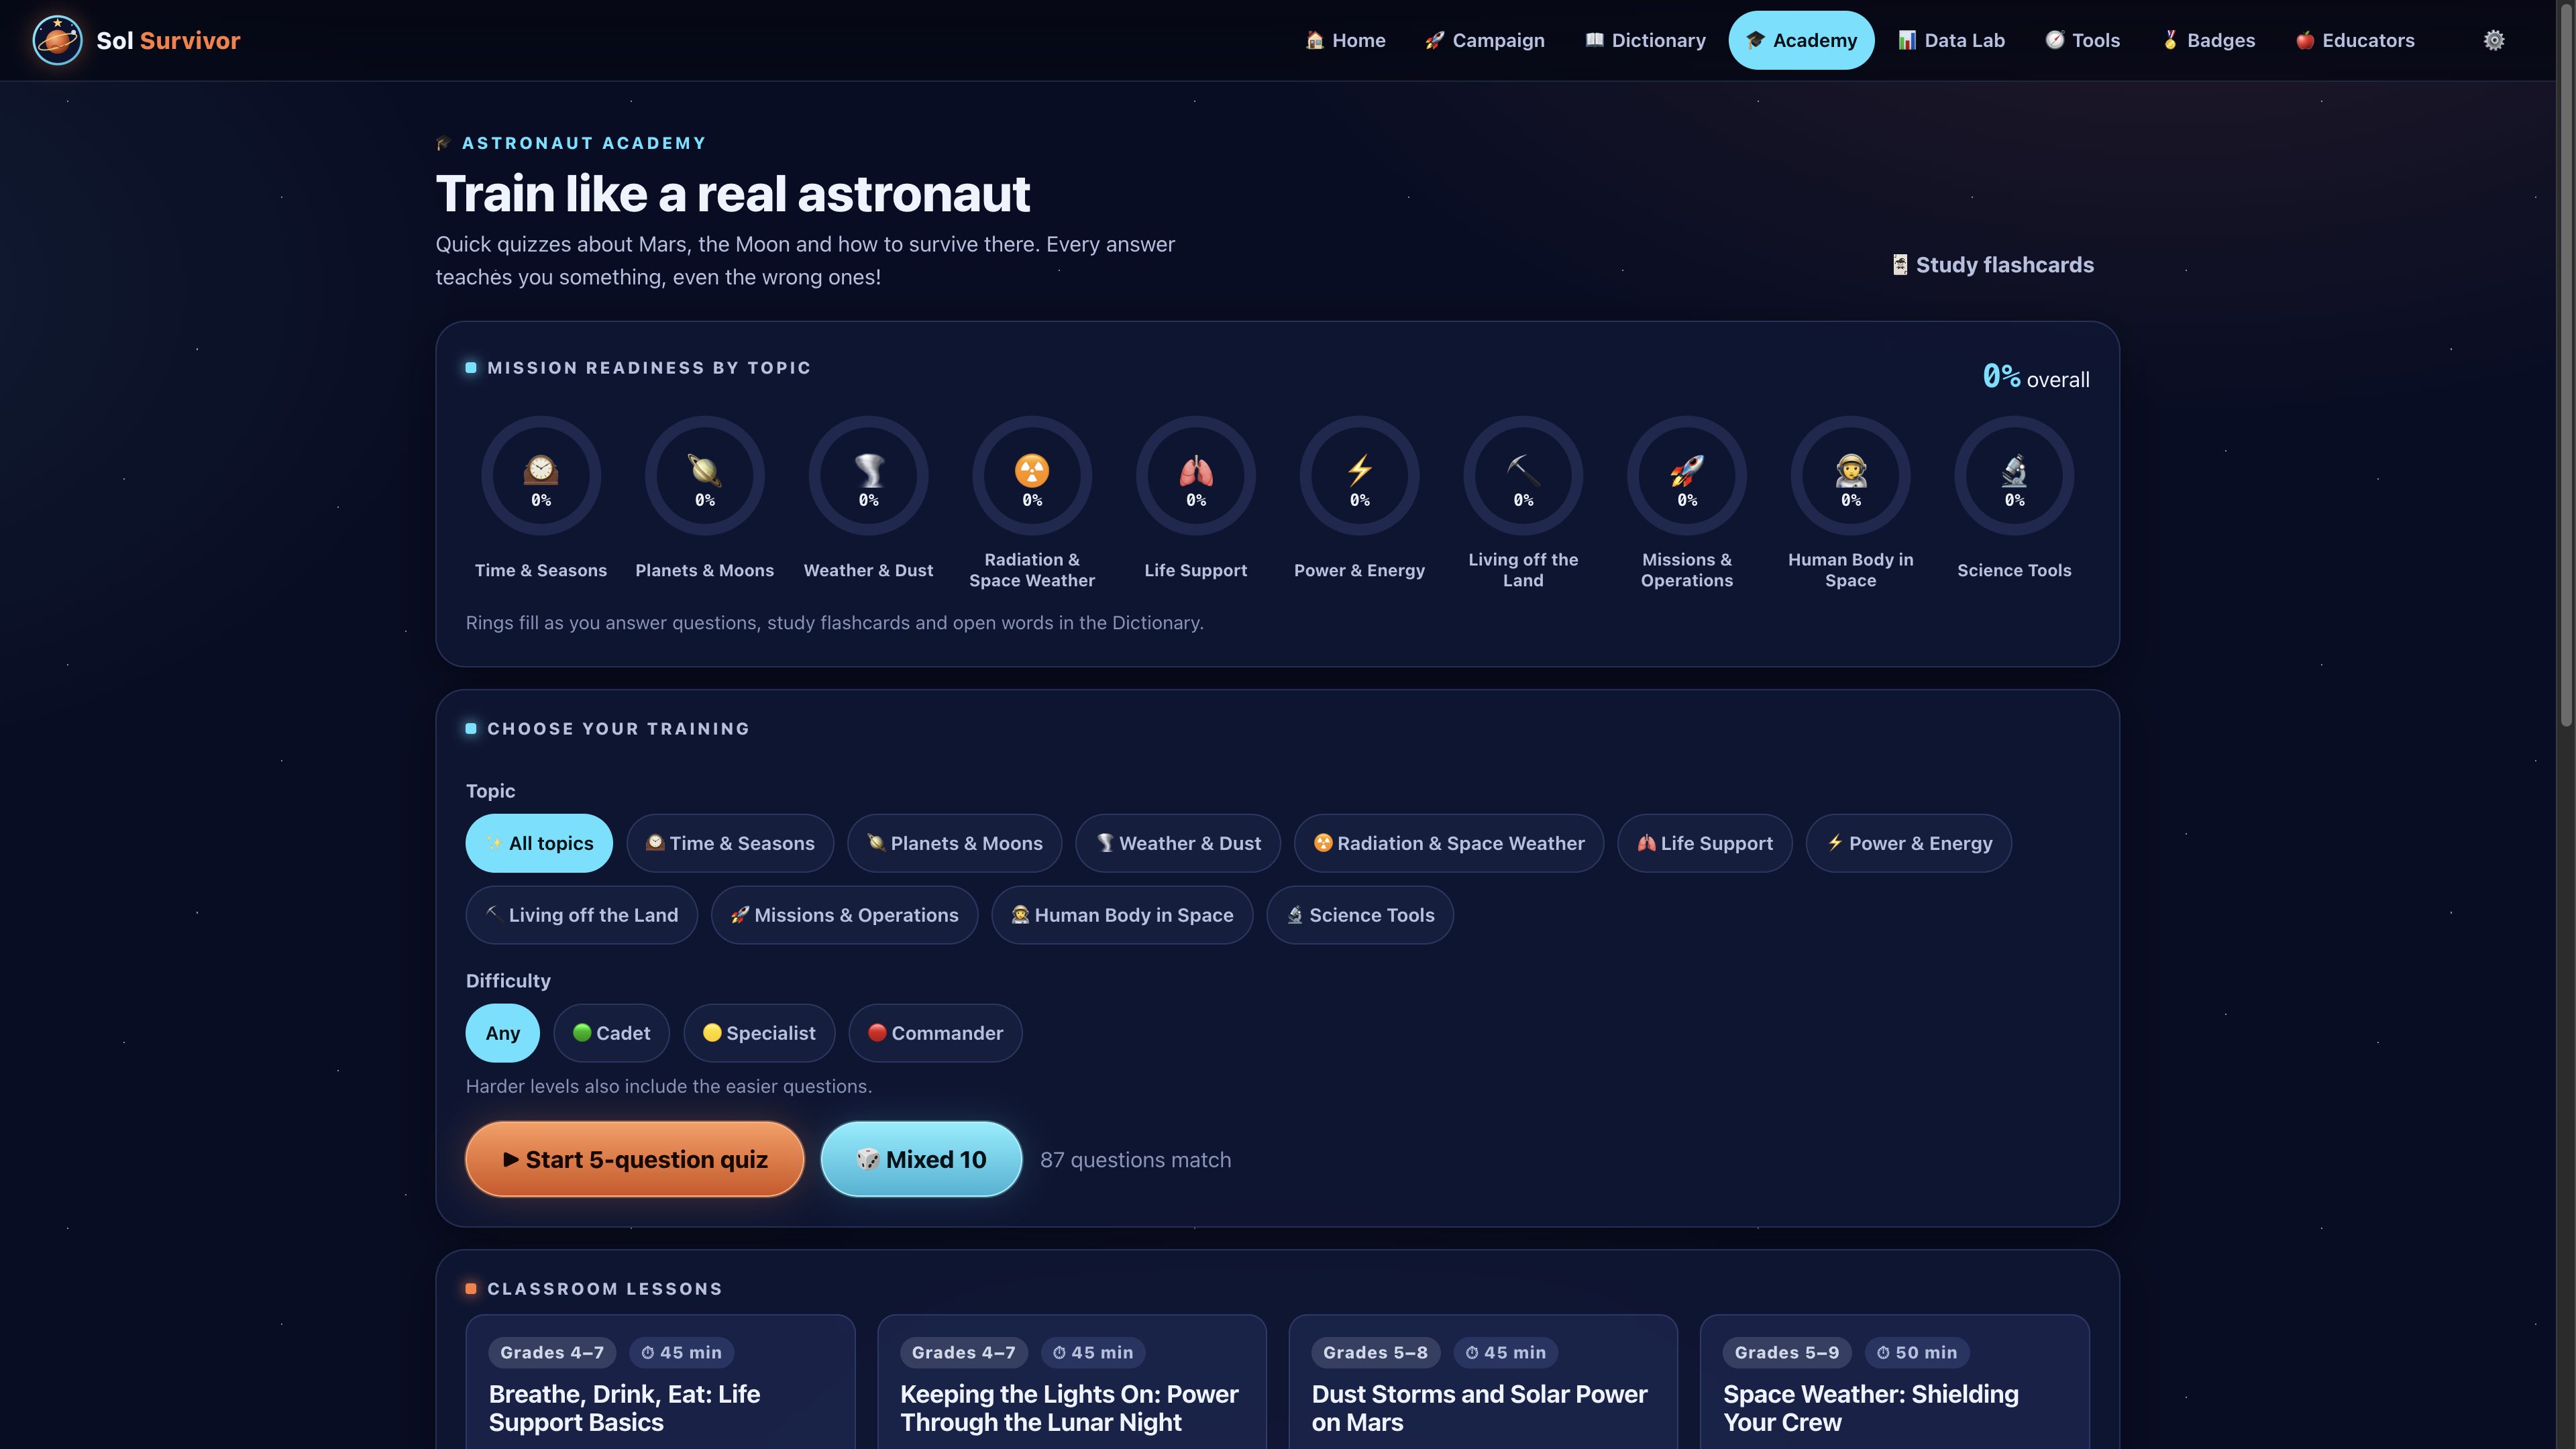 Sol Survivor
Home
Campaign
Dictionary
Academy
Data Lab
Tools
Badges
Educators
ASTRONAUT ACADEMY
Train like a real astronaut
Quick quizzes about Mars, the Moon and how to survive there. Every answer
teaches you something, even the wrong ones!
Study flashcards
MISSION READINESS BY TOPIC
0% overall
0%
0%
0%
0%
0%
0%
0%
0%
0%
0%
Time & Seasons
Planets & Moons
Weather & Dust
Radiation &
Space Weather
Life Support
Power & Energy
Living off the
Land
Missions &
Operations
Human Body in
Space
Science Tools
Rings fill as you answer questions, study flashcards and open words in the Dictionary.
CHOOSE YOUR TRAINING
Topic
All topics
Time & Seasons
Planets & Moons
Weather & Dust
Radiation & Space Weather
Life Support
Power & Energy
Living off the Land
Missions & Operations
Human Body in Space
Science Tools
Difficulty
Any
Cadet
Specialist
Commander
Harder levels also include the easier questions.
Start 5-question quiz
Mixed 10
87 questions match
CLASSROOM LESSONS
Grades 4–7
45 min
Breathe, Drink, Eat: Life
Support Basics
Grades 4–7
45 min
Keeping the Lights On: Power
Through the Lunar Night
Grades 5–8
45 min
Dust Storms and Solar Power
on Mars
Grades 5–9
50 min
Space Weather: Shielding
Your Crew